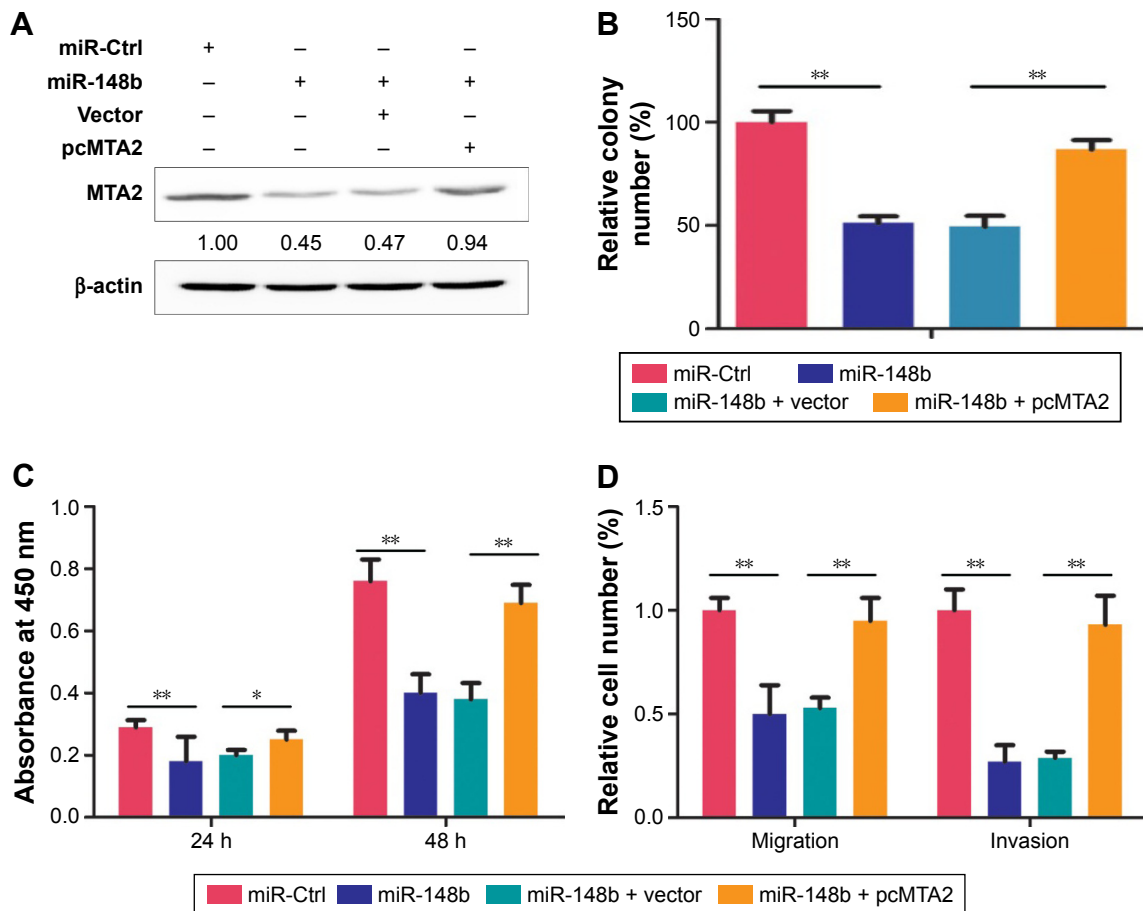 A
miR-Ctrl + – – –
miR-148b – + + +
Vector – – + –
pcMTA2 – – – +
MTA2
1.00 0.45 0.47 0.94
β-actin
B
Relative colony
number (%)
150
100
50
0
** **
miR-Ctrl miR-148b
miR-148b + vector miR-148b + pcMTA2
C
Absorbance at 450 nm
1.0
0.8
0.6
0.4
0.2
0.0
** * ** **
24 h 48 h
D
Relative cell number (%)
1.5
1.0
0.5
0.0
** ** ** **
Migration Invasion
miR-Ctrl miR-148b miR-148b + vector miR-148b + pcMTA2